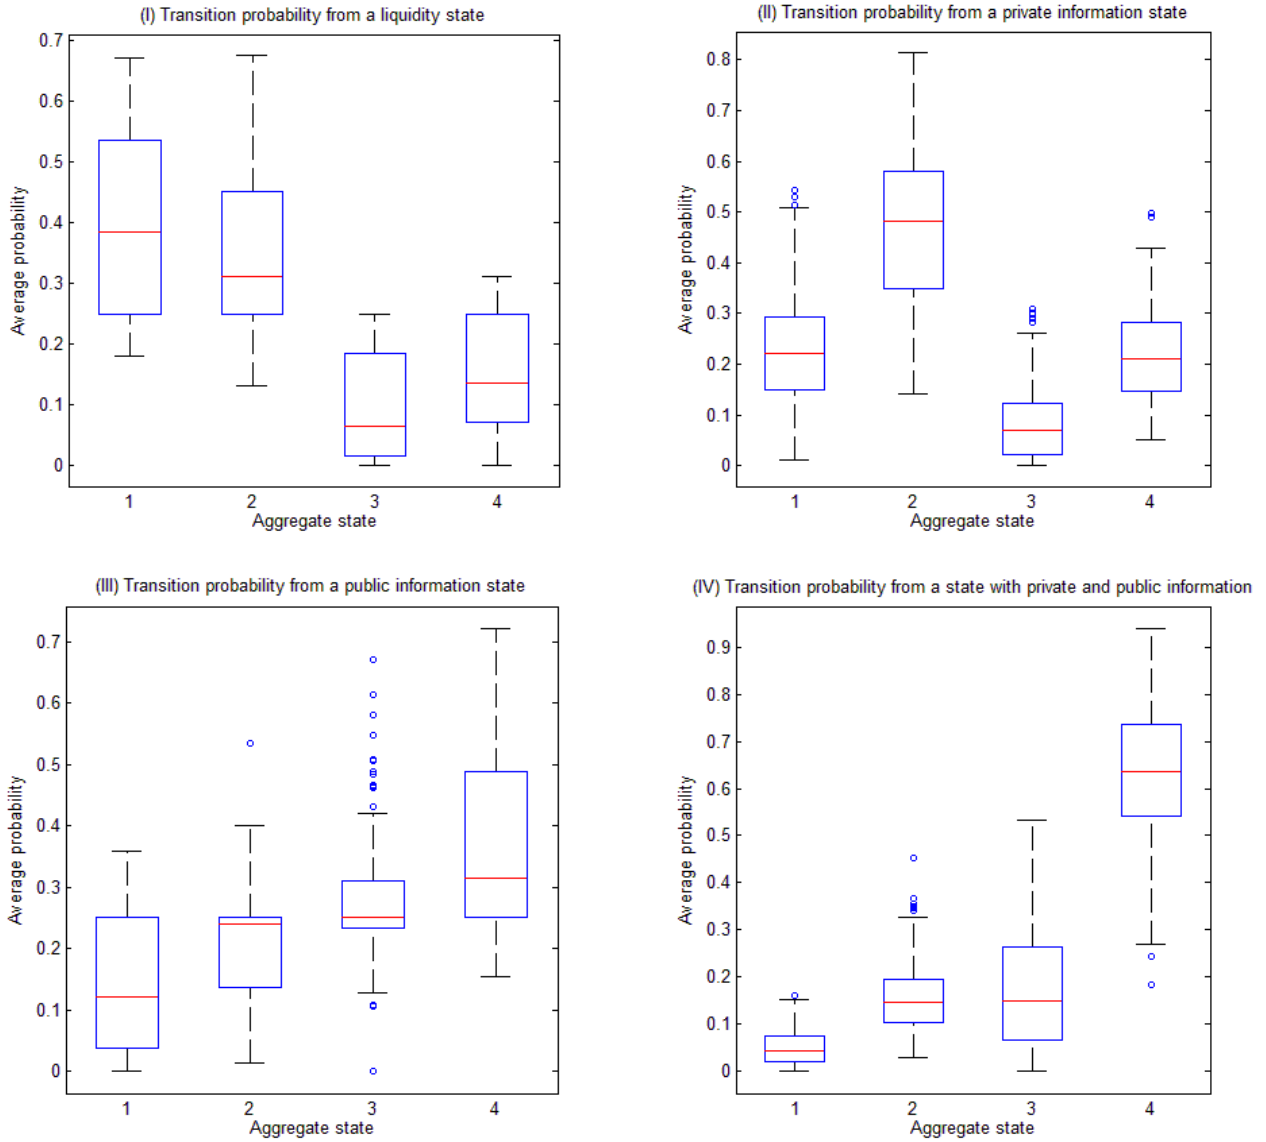 (I) Transition probability from a liquidity state
0.7
0.6
0.5
0.4
0.3
0.2
0.1
0
Average probability
1 2 3 4
Aggregate state
(II) Transition probability from a private information state
0.8
0.7
0.6
0.5
0.4
0.3
0.2
0.1
0
Average probability
1 2 3 4
Aggregate state
(III) Transition probability from a public information state
0.7
0.6
0.5
0.4
0.3
0.2
0.1
0
Average probability
1 2 3 4
Aggregate state
(IV) Transition probability from a state with private and public information
0.9
0.8
0.7
0.6
0.5
0.4
0.3
0.2
0.1
0
Average probability
1 2 3 4
Aggregate state